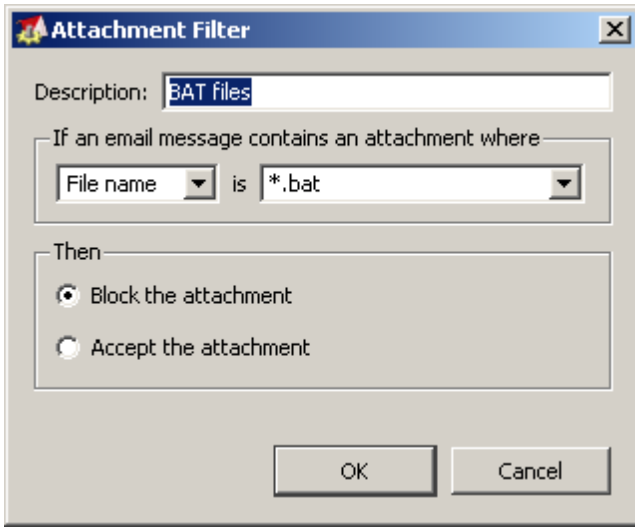 Attachment Filter
Description: BAT files
If an email message contains an attachment where
File name is *.bat
Then
Block the attachment
Accept the attachment
OK Cancel